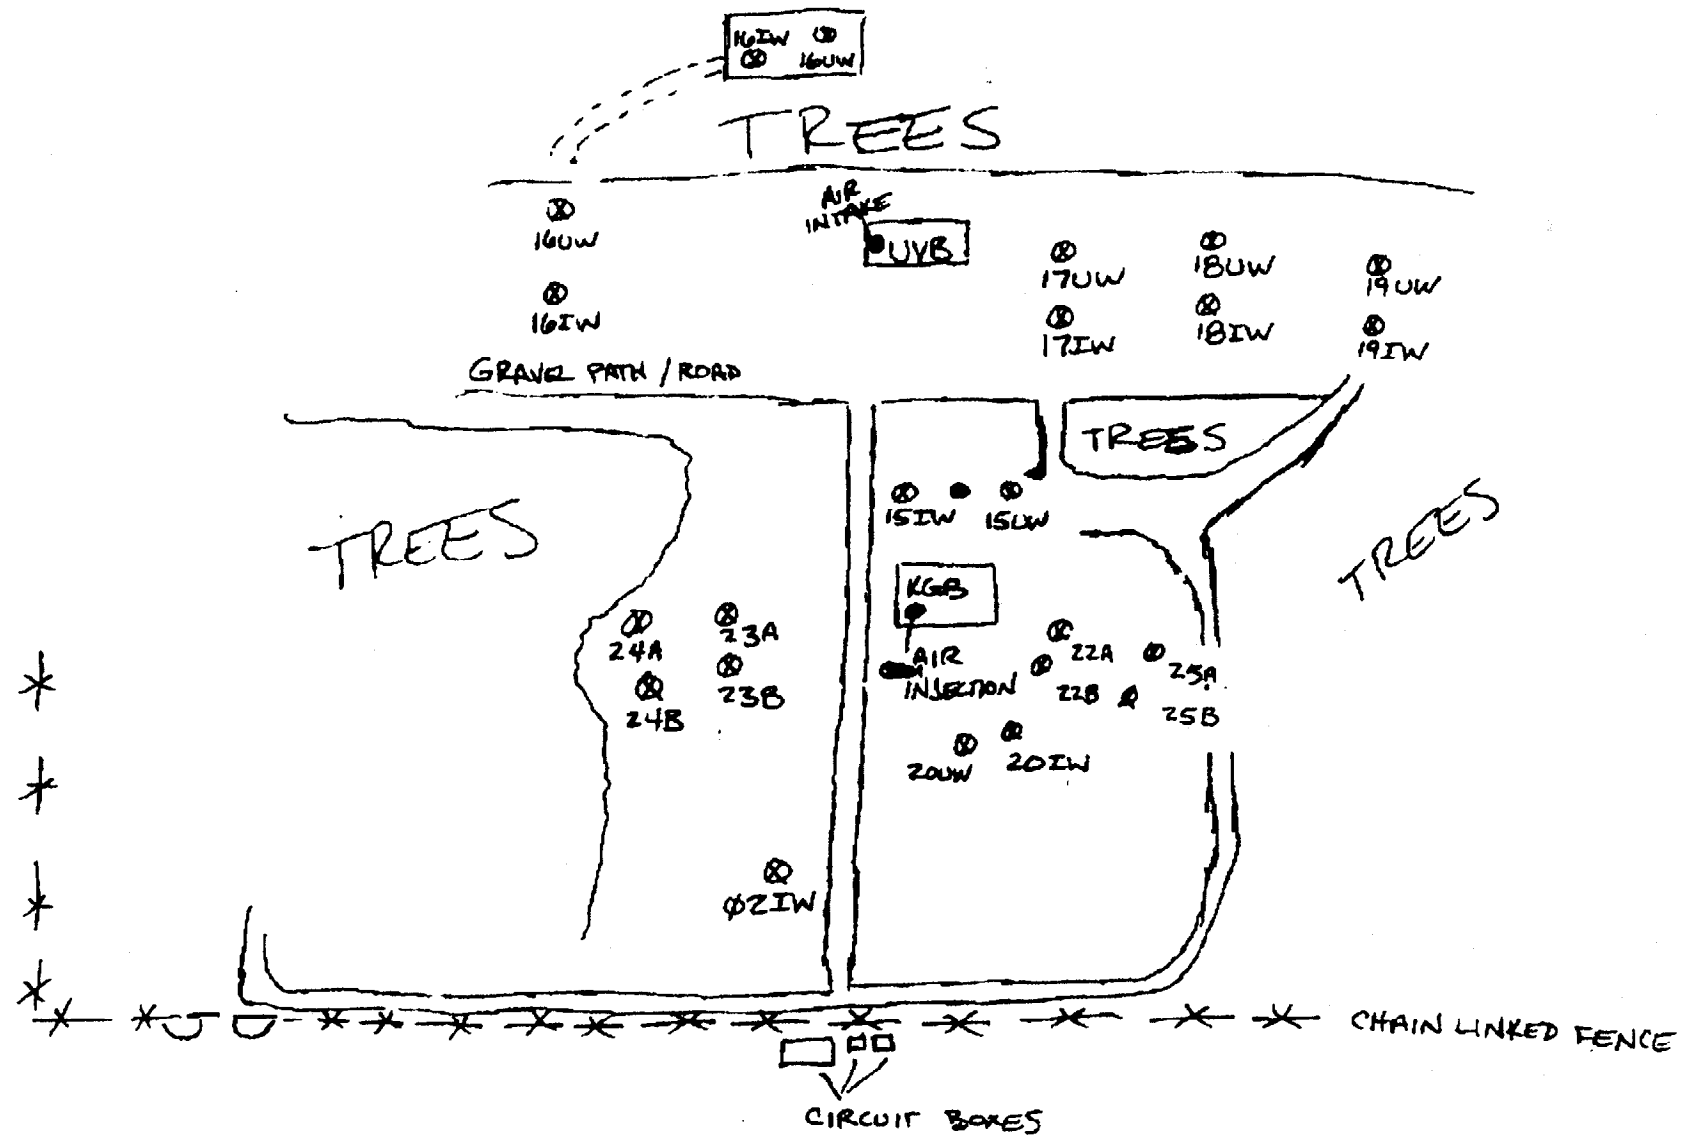 16IW
16UW
TREES
AIR
INTAKE
UVB
16UW
17UW
18UW
19UW
16IW
17IW
18IW
19IW
GRAVEL PATH / ROAD
TREES
TREES
15IW
15UW
TREES
KGB
24A
23A
AIR
INJECTION
22A
25A
24B
23B
22B
25B
20UW
20IW
02IW
CHAIN LINKED FENCE
CIRCUIT BOXES